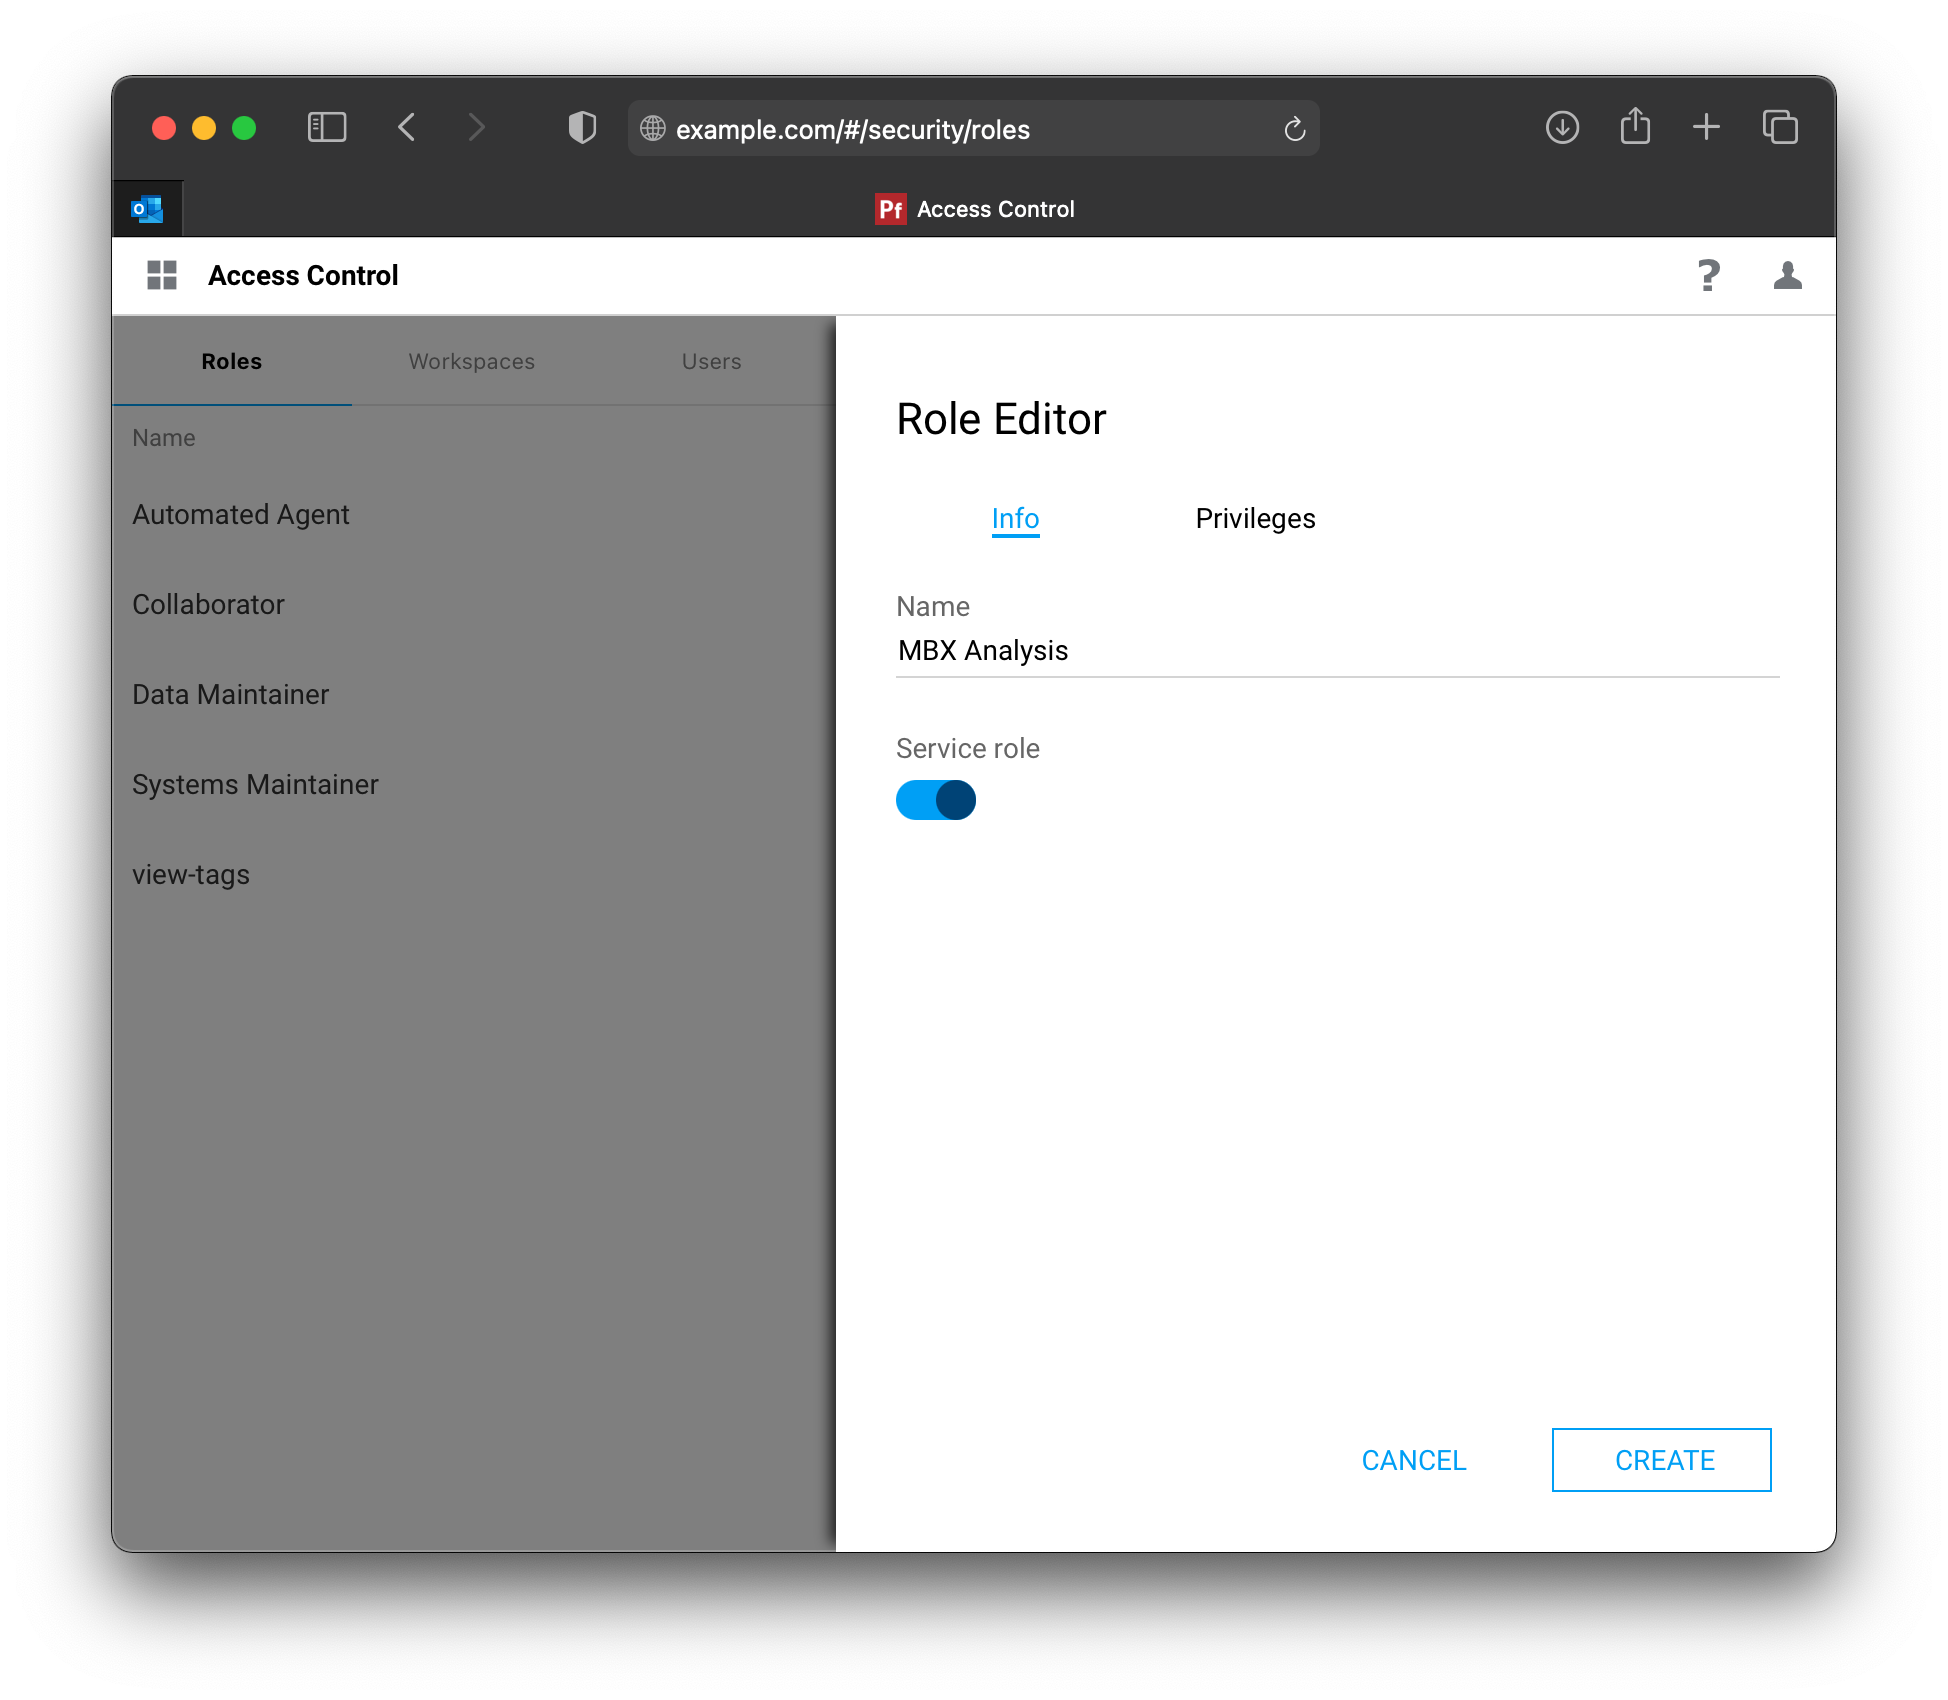 example.com/#/security/roles
O
Pf Access Control
Access Control
?
Roles Workspaces Users
Name
Automated Agent
Collaborator
Data Maintainer
Systems Maintainer
view-tags
Role Editor
Info Privileges
Name
MBX Analysis
Service role
CANCEL CREATE